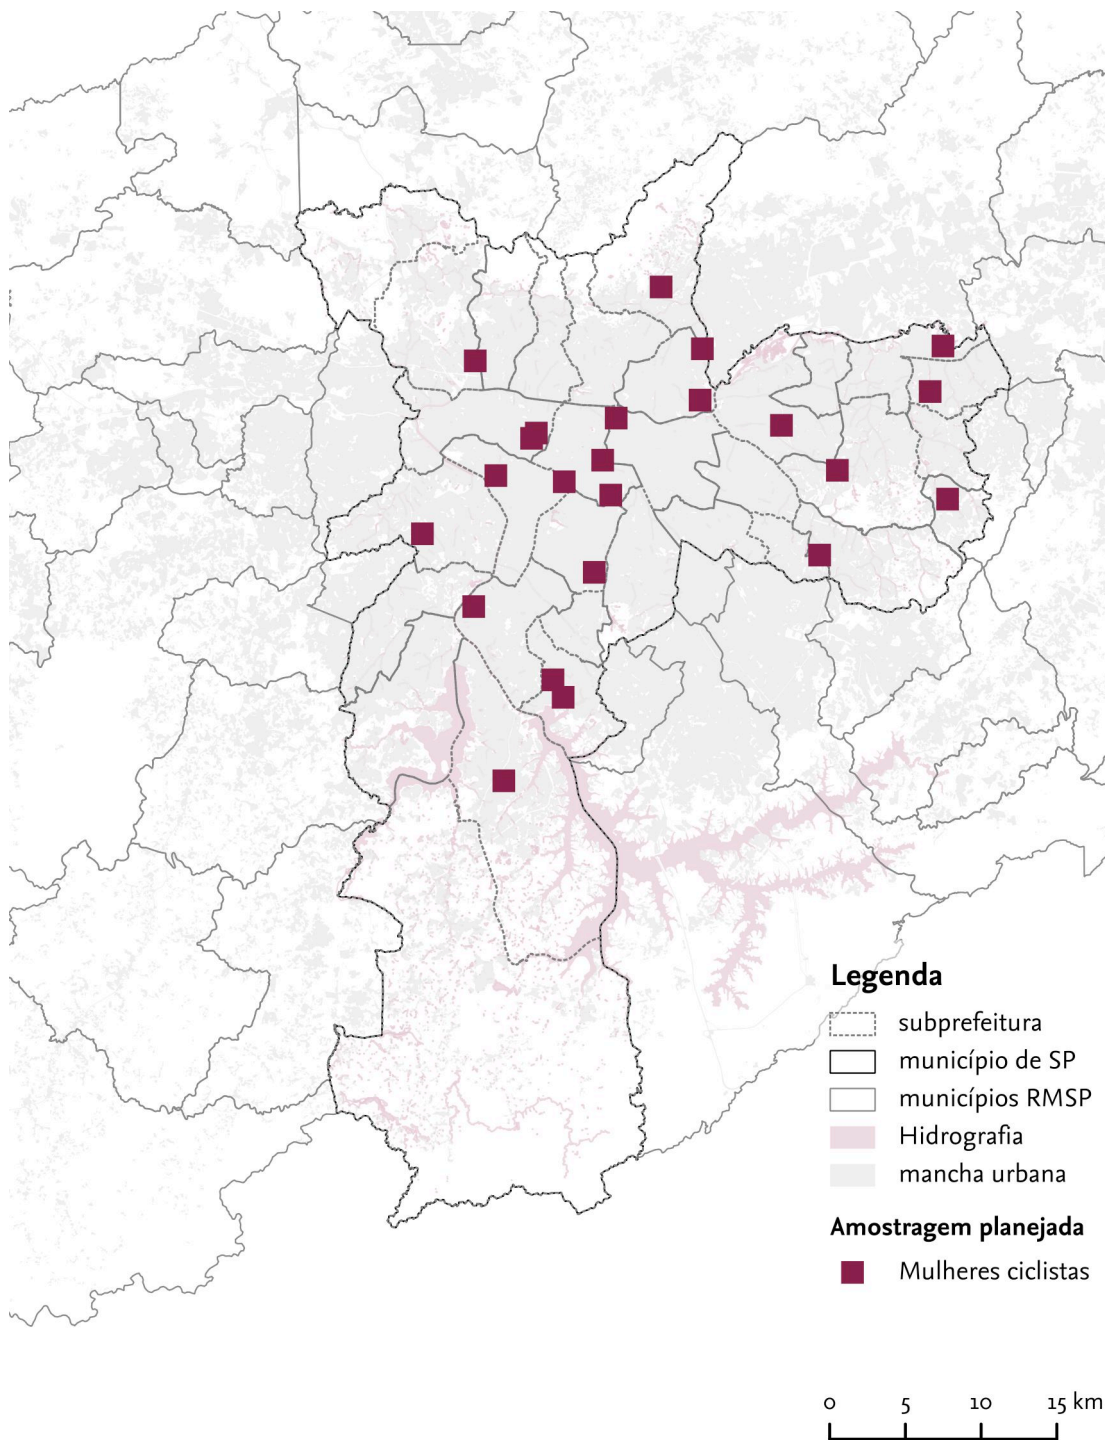 Legenda
subprefeitura
município de SP
municípios RMSP
Hidrografia
mancha urbana
Amostragem planejada
Mulheres ciclistas
0 5 10 15 km